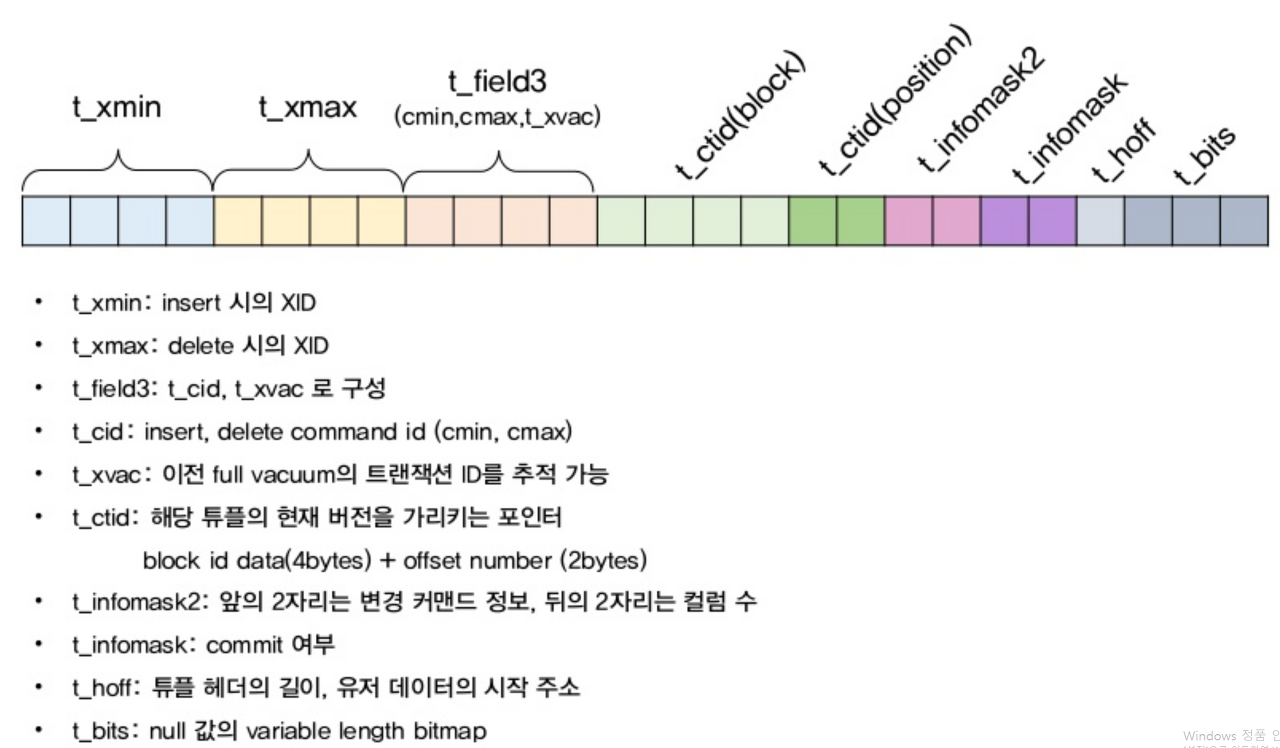 t_xmin
t_xmax
t_field3
(cmin,cmax,t_xvac)
t_ctid(block)
t_ctid(position)
t_infomask2
t_infomask
t_hoff
t_bits
• t_xmin: insert 시의 XID
• t_xmax: delete 시의 XID
• t_field3: t_cid, t_xvac 로 구성
• t_cid: insert, delete command id (cmin, cmax)
• t_xvac: 이전 full vacuum의 트랜잭션 ID를 추적 가능
• t_ctid: 해당 튜플의 현재 버전을 가리키는 포인터
block id data(4bytes) + offset number (2bytes)
• t_infomask2: 앞의 2자리는 변경 커맨드 정보, 뒤의 2자리는 컬럼 수
• t_infomask: commit 여부
• t_hoff: 튜플 헤더의 길이, 유저 데이터의 시작 주소
• t_bits: null 값의 variable length bitmap
Windows 정품